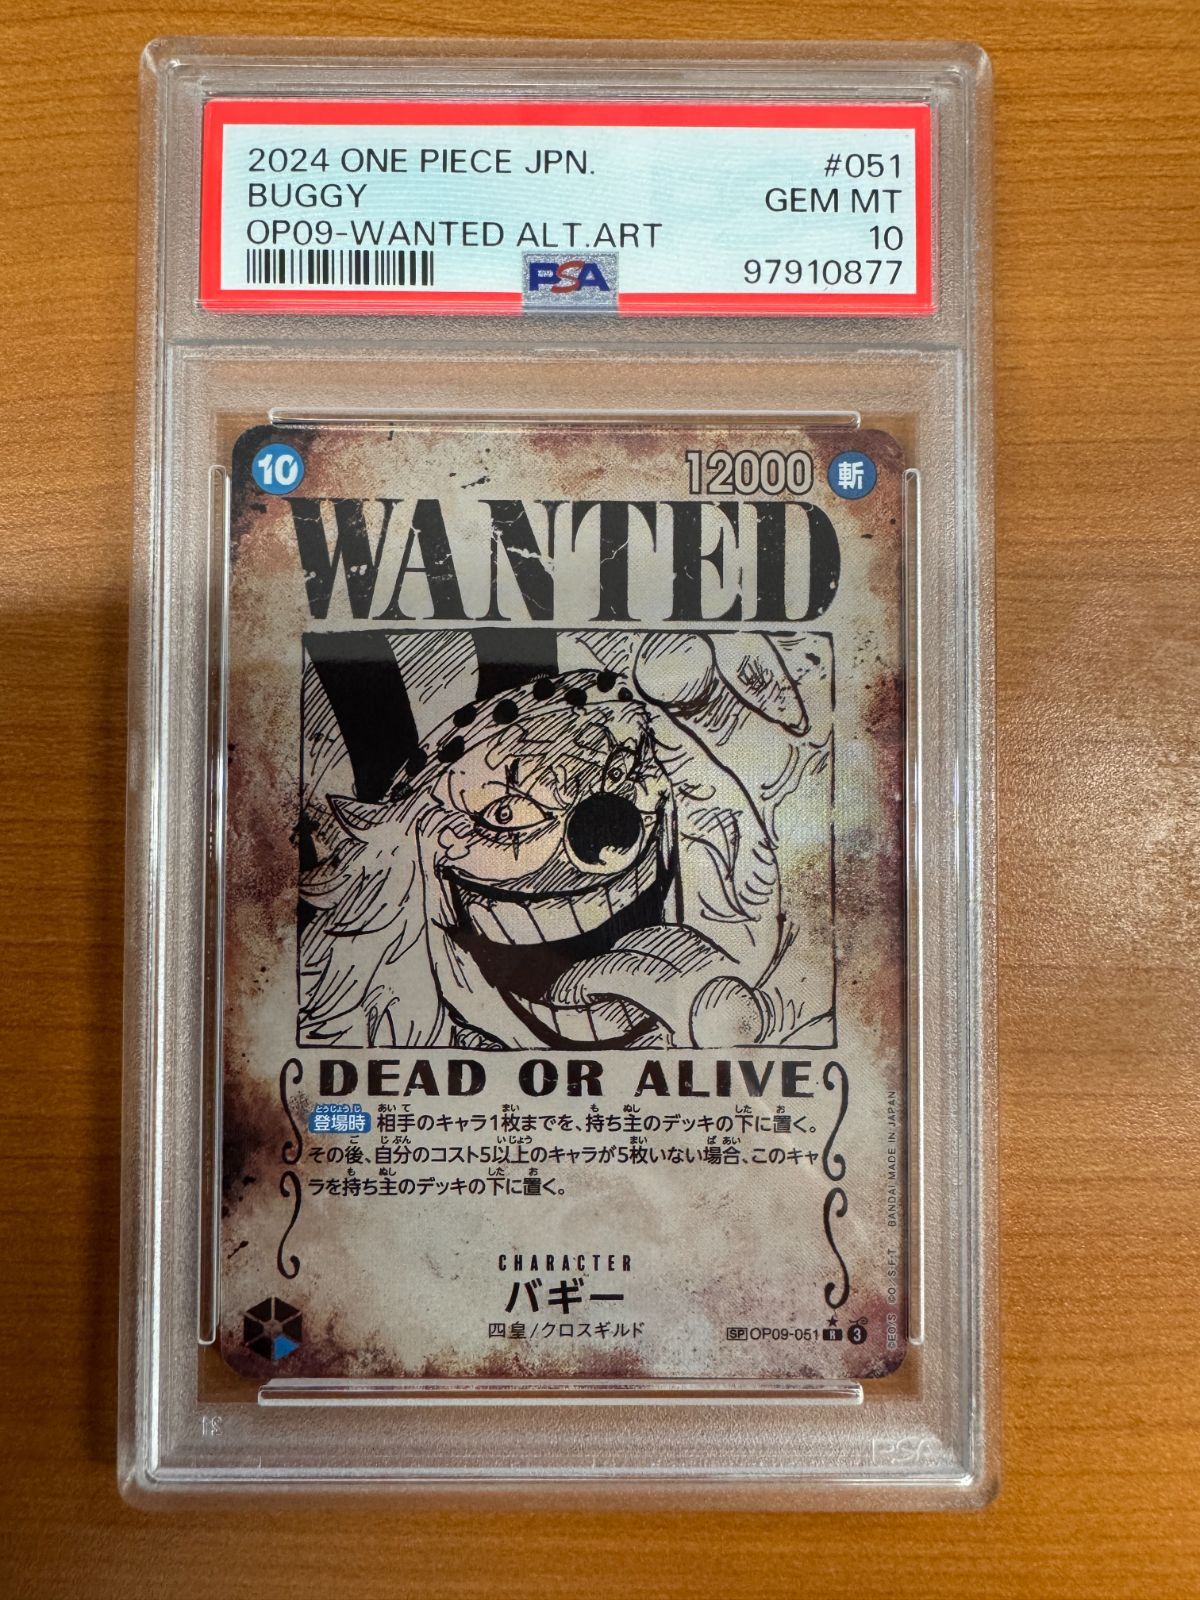 2024 ONE PIECE JPN. #051
BUGGY GEM MT
OP09-WANTED ALT.ART 10
PSA 97910877
10 12000 斬
WANTED
DEAD OR ALIVE
登場時 相手のキャラ1枚までを、持ち主のデッキの下に置く。
その後、自分のコスト5以上のキャラが5枚いない場合、このキャ
ラを持ち主のデッキの下に置く。
CHARACTER
バギー
四皇/クロスギルド
SP OP09-051 R 3
©E.O/S. ©O/S.F.T. BANDAI MADE IN JAPAN
PSA